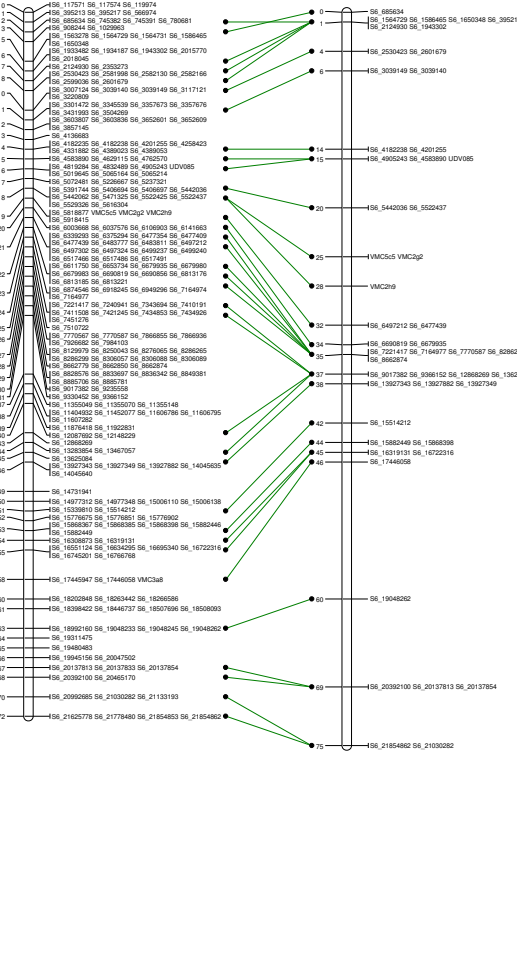 S6_117571 S6_117574 S6_119974
S6_395213 S6_395217 S6_566974
S6_685634 S6_745382 S6_745391 S6_780681
S6_908244 S6_1029963
S6_1563278 S6_1564729 S6_1564731 S6_1586465
S6_1650348
S6_1933482 S6_1934187 S6_1943302 S6_2015770
S6_2018045
S6_2124930 S6_2353273
S6_2530423 S6_2581998 S6_2582130 S6_2582166
S6_2599036 S6_2601679
S6_3007124 S6_3039140 S6_3039149 S6_3117121
S6_3220809
S6_3301472 S6_3345539 S6_3357673 S6_3357676
S6_3431993 S6_3504269
S6_3603807 S6_3603836 S6_3652601 S6_3652609
S6_3857145
S6_4136683
S6_4182235 S6_4182238 S6_4201255 S6_4258423
S6_4331882 S6_4389023 S6_4389053
S6_4583890 S6_4629115 S6_4762570
S6_4819284 S6_4832489 S6_4905243 UDV085
S6_5019645 S6_5065164 S6_5065214
S6_5072481 S6_5226667 S6_5237321
S6_5391744 S6_5406694 S6_5406697 S6_5442036
S6_5442062 S6_5471325 S6_5522425 S6_5522437
S6_5529326 S6_5616304
S6_5818877 VMC5c5 VMC2g2 VMC2h9
S6_5918415
S6_6003668 S6_6037576 S6_6106903 S6_6141663
S6_6339293 S6_6375294 S6_6477354 S6_6477409
S6_6477439 S6_6483777 S6_6483811 S6_6497212
S6_6497302 S6_6497324 S6_6499237 S6_6499240
S6_6517466 S6_6517486 S6_6517491
S6_6611750 S6_6653734 S6_6679935 S6_6679980
S6_6679983 S6_6690819 S6_6690856 S6_6813176
S6_6813185 S6_6813221
S6_6874546 S6_6918245 S6_6949296 S6_7164974
S6_7164977
S6_7221417 S6_7240941 S6_7343694 S6_7410191
S6_7411508 S6_7421245 S6_7434853 S6_7434926
S6_7451276
S6_7510722
S6_7770567 S6_7770587 S6_7866855 S6_7866936
S6_7926682 S6_7984103
S6_8129979 S6_8250043 S6_8276065 S6_8286265
S6_8286299 S6_8306057 S6_8306088 S6_8306089
S6_8662779 S6_8662850 S6_8662874
S6_8828576 S6_8833697 S6_8836342 S6_8849381
S6_8885706 S6_8885781
S6_9017382 S6_9235558
S6_9330452 S6_9366152
S6_11355049 S6_11355070 S6_11355148
S6_11404932 S6_11452077 S6_11606786 S6_11606795
S6_11607282
S6_11876418 S6_11922831
S6_12087692 S6_12148229
S6_12868269
S6_13283854 S6_13467057
S6_13625084
S6_13927343 S6_13927349 S6_13927882 S6_14045635
S6_14045640
S6_14731941
S6_14977312 S6_14977348 S6_15006110 S6_15006138
S6_15339810 S6_15514212
S6_15776675 S6_15776851 S6_15776902
S6_15868367 S6_15868385 S6_15868398 S6_15882446
S6_15882449
S6_16308873 S6_16319131
S6_16551124 S6_16634295 S6_16695340 S6_16722316
S6_16745201 S6_16766768
S6_17445947 S6_17446058 VMC3a8
S6_18202848 S6_18263442 S6_18266586
S6_18398422 S6_18446737 S6_18507696 S6_18508093
S6_18992160 S6_19048233 S6_19048245 S6_19048262
S6_19311475
S6_19480483
S6_19945156 S6_20047502
S6_20137813 S6_20137833 S6_20137854
S6_20392100 S6_20465170
S6_20992685 S6_21030282 S6_21133193
S6_21625778 S6_21778480 S6_21854853 S6_21854862
0 S6_685634
1 S6_1564729 S6_1586465 S6_1650348 S6_39521
S6_2124930 S6_1943302
4 S6_2530423 S6_2601679
6 S6_3039149 S6_3039140
14 S6_4182238 S6_4201255
15 S6_4905243 S6_4583890 UDV085
20 S6_5442036 S6_5522437
25 VMC5c5 VMC2g2
28 VMC2h9
32 S6_6497212 S6_6477439
34 S6_6690819 S6_6679935
35 S6_7221417 S6_7164977 S6_7770587 S6_82862
S6_8662874
37 S6_9017382 S6_9366152 S6_12868269 S6_1362
38 S6_13927343 S6_13927882 S6_13927349
42 S6_15514212
44 S6_15882449 S6_15868398
45 S6_16319131 S6_16722316
46 S6_17446058
60 S6_19048262
69 S6_20392100 S6_20137813 S6_20137854
75 S6_21854862 S6_21030282